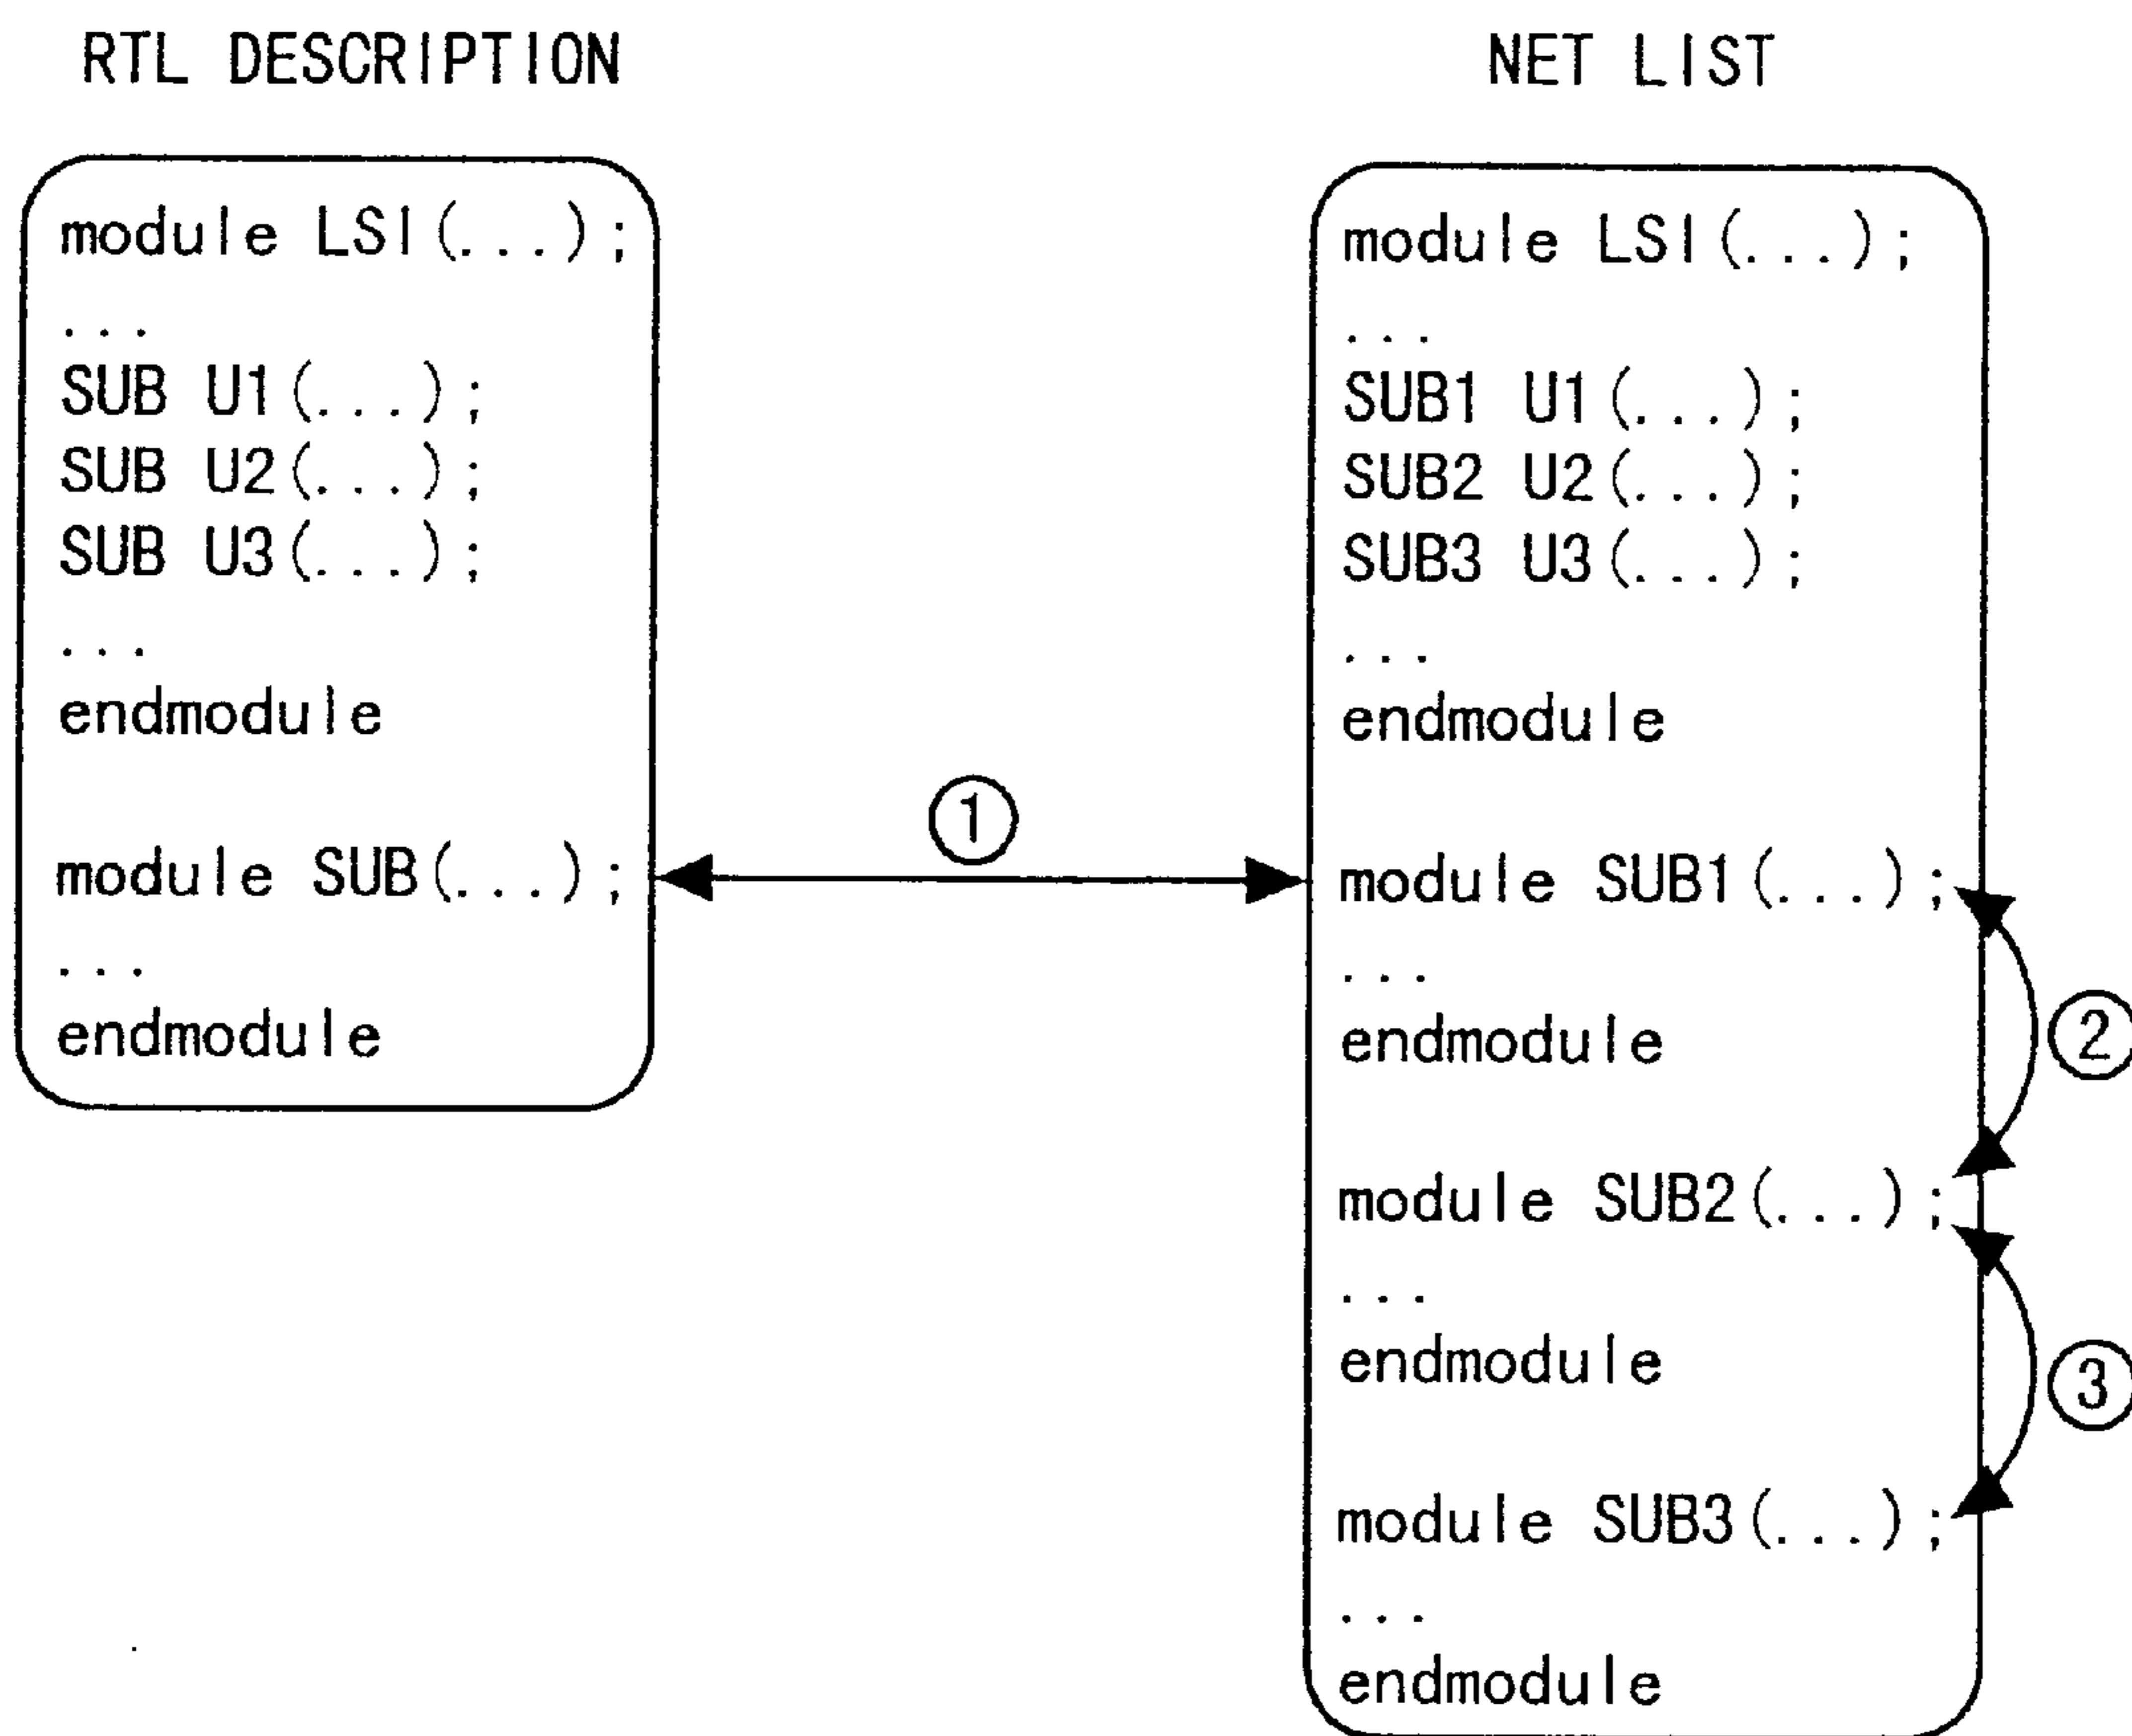 RTL DESCRIPTION
module LSI(...);
...
SUB U1(...);
SUB U2(...);
SUB U3(...);
...
endmodule
module SUB(...);
...
endmodule
①
NET LIST
module LSI(...);
...
SUB1 U1(...);
SUB2 U2(...);
SUB3 U3(...);
...
endmodule
module SUB1(...);
...
endmodule
module SUB2(...);
...
endmodule
module SUB3(...);
...
endmodule
②
③